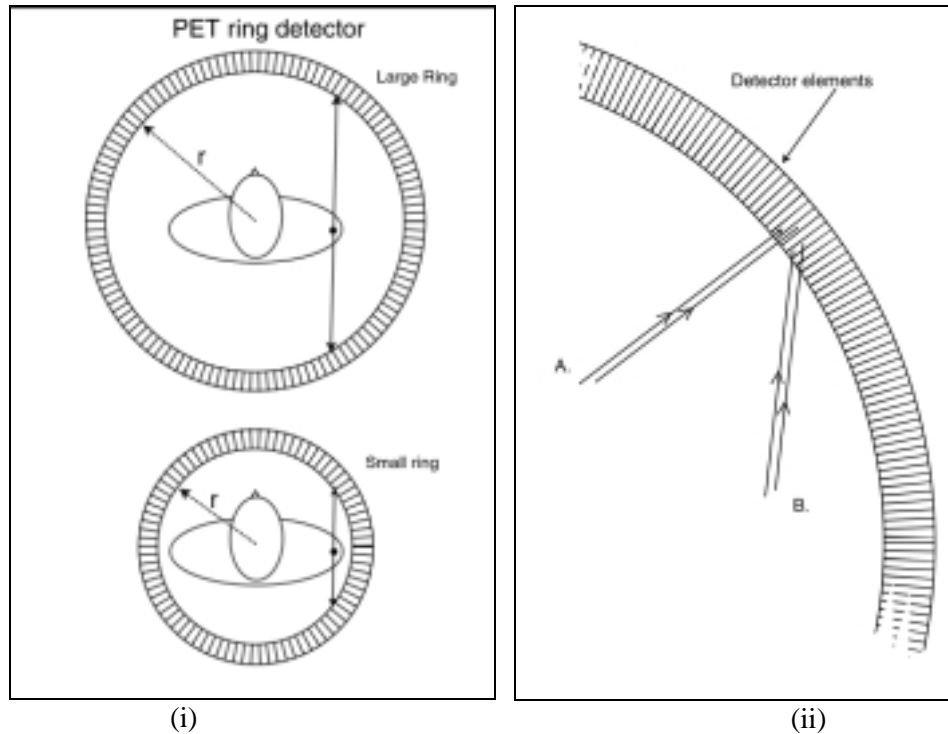 PET ring detector
Large Ring
r
Small ring
r
(i)
Detector elements
A.
B.
(ii)